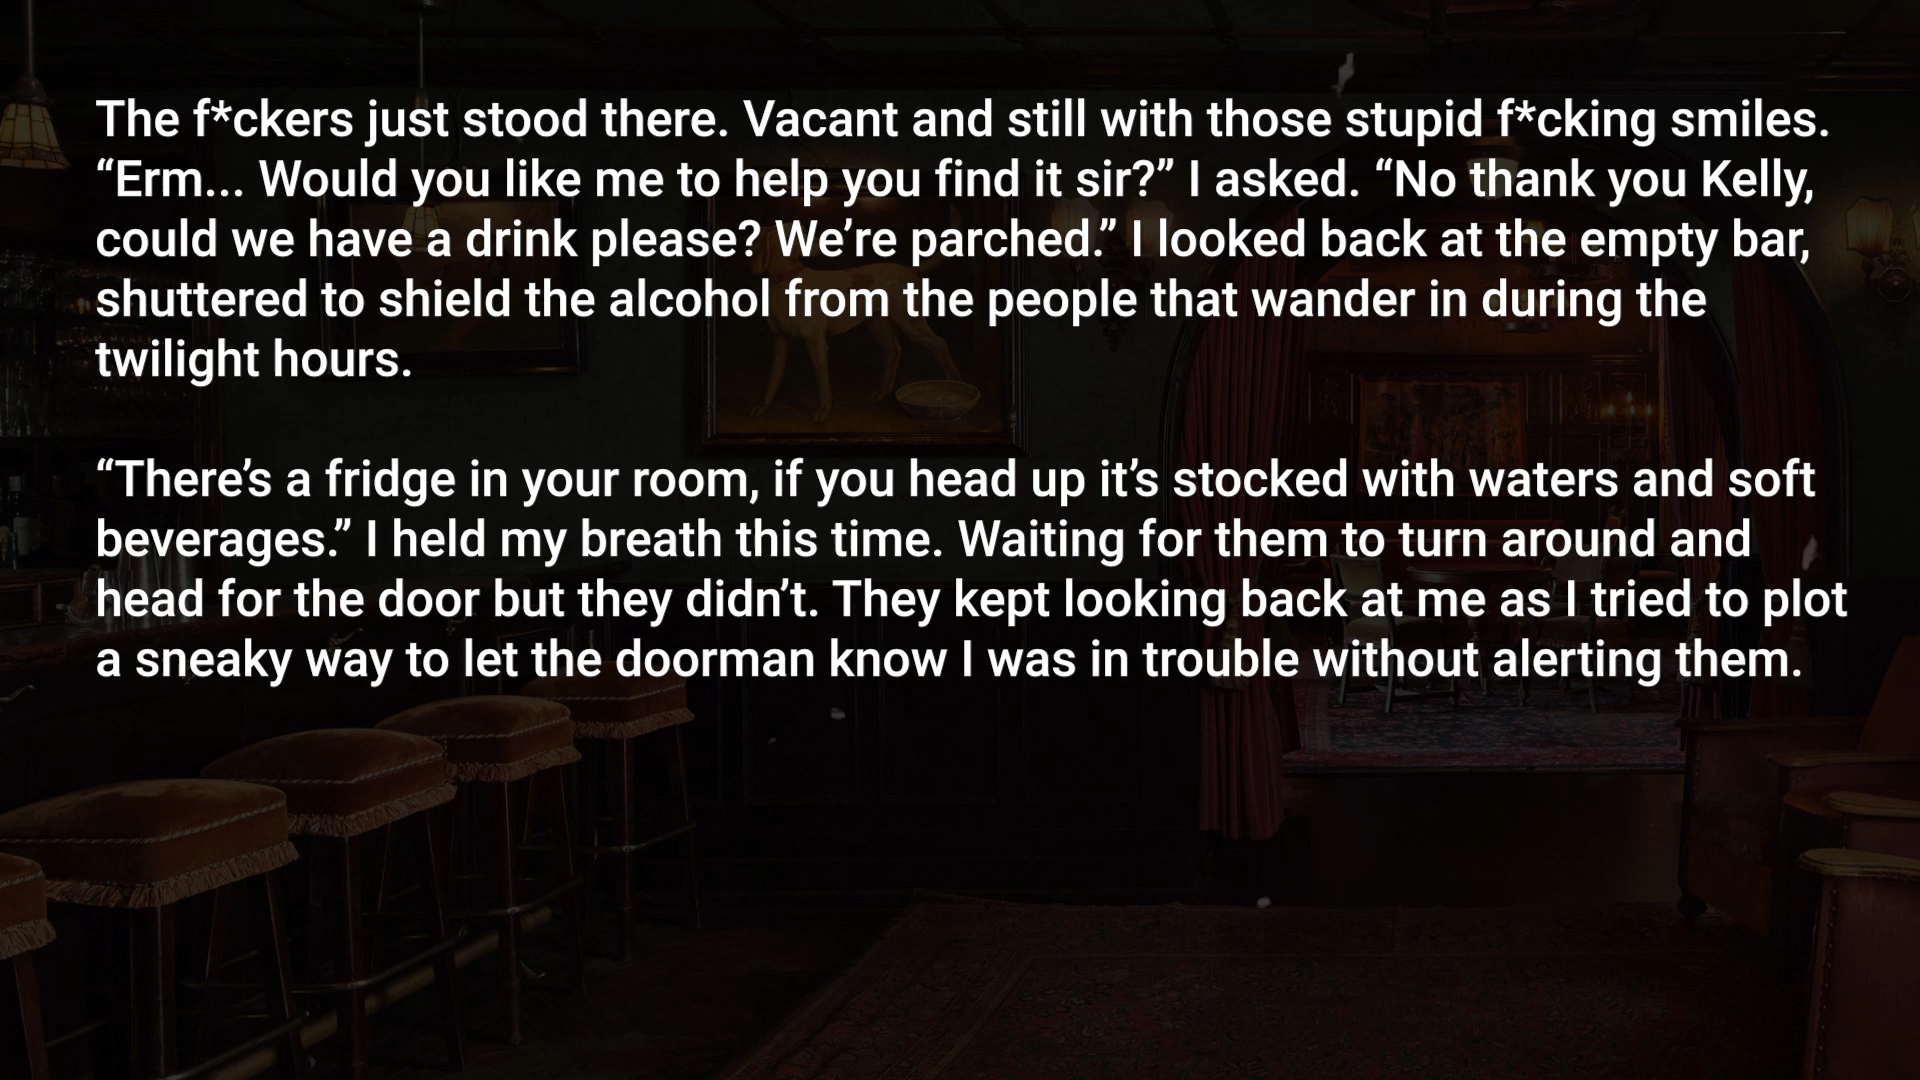 The f*ckers just stood there. Vacant and still with those stupid f*cking smiles.
“Erm... Would you like me to help you find it sir?” I asked. “No thank you Kelly,
could we have a drink please? We’re parched.” I looked back at the empty bar,
shuttered to shield the alcohol from the people that wander in during the
twilight hours.
“There’s a fridge in your room, if you head up it’s stocked with waters and soft
beverages.” I held my breath this time. Waiting for them to turn around and
head for the door but they didn’t. They kept looking back at me as I tried to plot
a sneaky way to let the doorman know I was in trouble without alerting them.